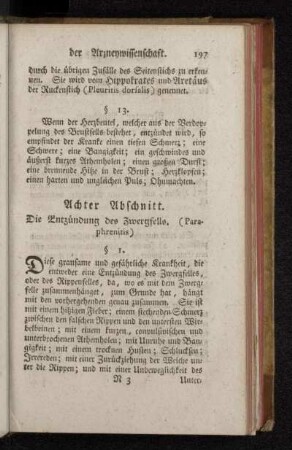 der Arzneywissenschaft. 197
durch die übrigen Zufälle des Seitenstichs zu erken-
nen. Sie wird vom Hippokrates und Aretäus
der Ruckenstich (Pleuritis dorsalis) genennet.
§ 13.
Wenn der Herzbeutel, welcher aus der Verdop-
pelung des Brustfells bestehet, entzündet wird, so
empfindet der Kranke einen tiefen Schmerz; eine
Schwere; eine Bangigkeit; ein geschwindes und
äußerst kurzes Athemholen; einen großen Durst;
eine brennende Hitze in der Brust; Herzklopfen;
einen harten und ungleichen Puls; Ohnmachten.
Achter Abschnitt.
Die Entzündung des Zwergfells. (Para-
phrenitis)
§ 1.
Diese grausame und gefährliche Krankheit, die
entweder eine Entzündung des Zwergfelles,
oder des Rippenfelles, da, wo es mit dem Zwerg-
felle zusammenhänget, zum Grunde hat, hängt
mit den vorhergehenden genau zusammen. Sie ist
mit einem hitzigen Fieber; einem stechenden Schmerz
zwischen den falschen Rippen und den untersten Wir-
belbeinen; mit einem kurzen, convulsivischen und
unterbrochenen Athemholen; mit Unruhe und Ban-
gigkeit; mit einem trocknen Husten; Schlucksen;
Irrereden; mit einer Zurückziehung der Weiche un-
ter die Rippen; und mit einer Unbeweglichkeit des
N 3 Unter-